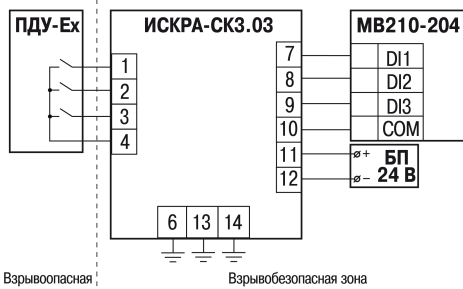 ПДУ-Ex
ИСКРА-СК3.03
МВ210-204
1
2
3
4
7
8
9
10
11
12
DI1
DI2
DI3
COM
+
–
БП
24 В
6 13 14
Взрывоопасная
Взрывобезопасная зона